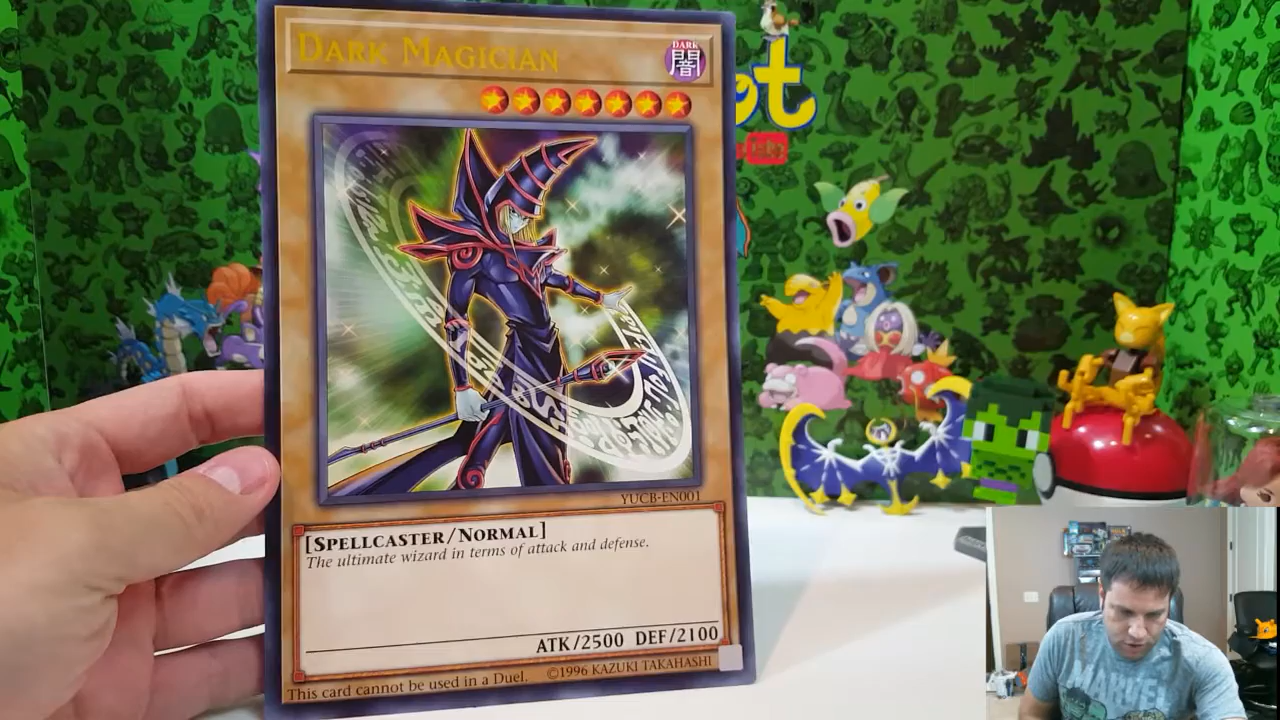 DARK MAGICIAN
DARK
闇
YUCB-EN001
[SPELLCASTER/NORMAL]
The ultimate wizard in terms of attack and defense.
ATK/2500 DEF/2100
This card cannot be used in a Duel.
©1996 KAZUKI TAKAHASHI
MARVEL